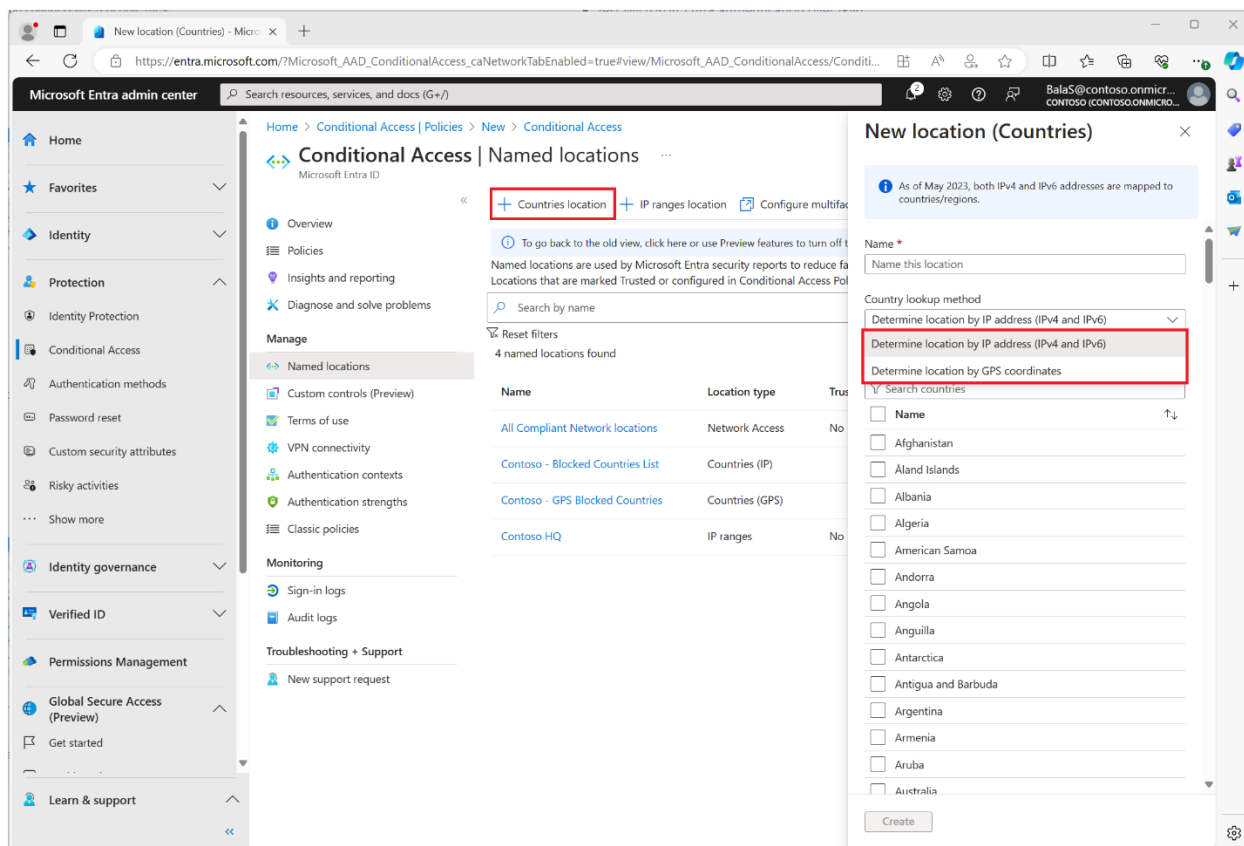 New location (Countries) - Micro
https://entra.microsoft.com/?Microsoft_AAD_ConditionalAccess_caNetworkTabEnabled=true#view/Microsoft_AAD_ConditionalAccess/Conditi...
Microsoft Entra admin center
Search resources, services, and docs (G+/)
2
BalaS@contoso.onmicr...
CONTOSO (CONTOSO.ONMICRO...
Home
Favorites
Identity
Protection
Identity Protection
Conditional Access
Authentication methods
Password reset
Custom security attributes
Risky activities
Show more
Identity governance
Verified ID
Permissions Management
Global Secure Access
(Preview)
Get started
Learn & support
Home > Conditional Access | Policies > New > Conditional Access
Conditional Access | Named locations
Microsoft Entra ID
Overview
Policies
Insights and reporting
Diagnose and solve problems
Manage
Named locations
Custom controls (Preview)
Terms of use
VPN connectivity
Authentication contexts
Authentication strengths
Classic policies
Monitoring
Sign-in logs
Audit logs
Troubleshooting + Support
New support request
+ Countries location + IP ranges location Configure multifac
To go back to the old view, click here or use Preview features to turn off t
Named locations are used by Microsoft Entra security reports to reduce fa
Locations that are marked Trusted or configured in Conditional Access Pol
Search by name
Reset filters
4 named locations found
Name Location type Trus
All Compliant Network locations Network Access No
Contoso - Blocked Countries List Countries (IP)
Contoso - GPS Blocked Countries Countries (GPS)
Contoso HQ IP ranges No
New location (Countries)
As of May 2023, both IPv4 and IPv6 addresses are mapped to
countries/regions.
Name *
Name this location
Country lookup method
Determine location by IP address (IPv4 and IPv6)
Determine location by IP address (IPv4 and IPv6)
Determine location by GPS coordinates
Search countries
Name
Afghanistan
Åland Islands
Albania
Algeria
American Samoa
Andorra
Angola
Anguilla
Antarctica
Antigua and Barbuda
Argentina
Armenia
Aruba
Australia
Create